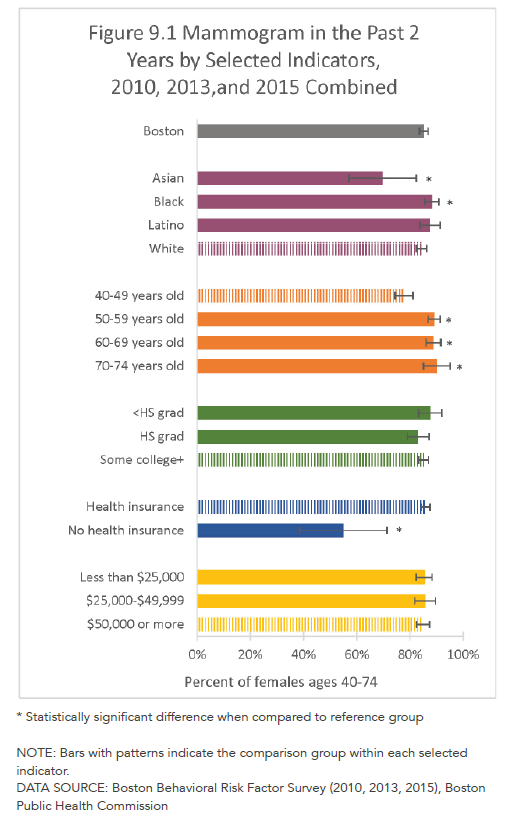 Figure 9.1 Mammogram in the Past 2
Years by Selected Indicators,
2010, 2013,and 2015 Combined
Boston
Asian
*
Black
*
Latino
White
40-49 years old
50-59 years old
*
60-69 years old
*
70-74 years old
*
<HS grad
HS grad
Some college+
Health insurance
No health insurance
*
Less than $25,000
$25,000-$49,999
$50,000 or more
0% 20% 40% 60% 80% 100%
Percent of females ages 40-74
* Statistically significant difference when compared to reference group
NOTE: Bars with patterns indicate the comparison group within each selected
indicator.
DATA SOURCE: Boston Behavioral Risk Factor Survey (2010, 2013, 2015), Boston
Public Health Commission